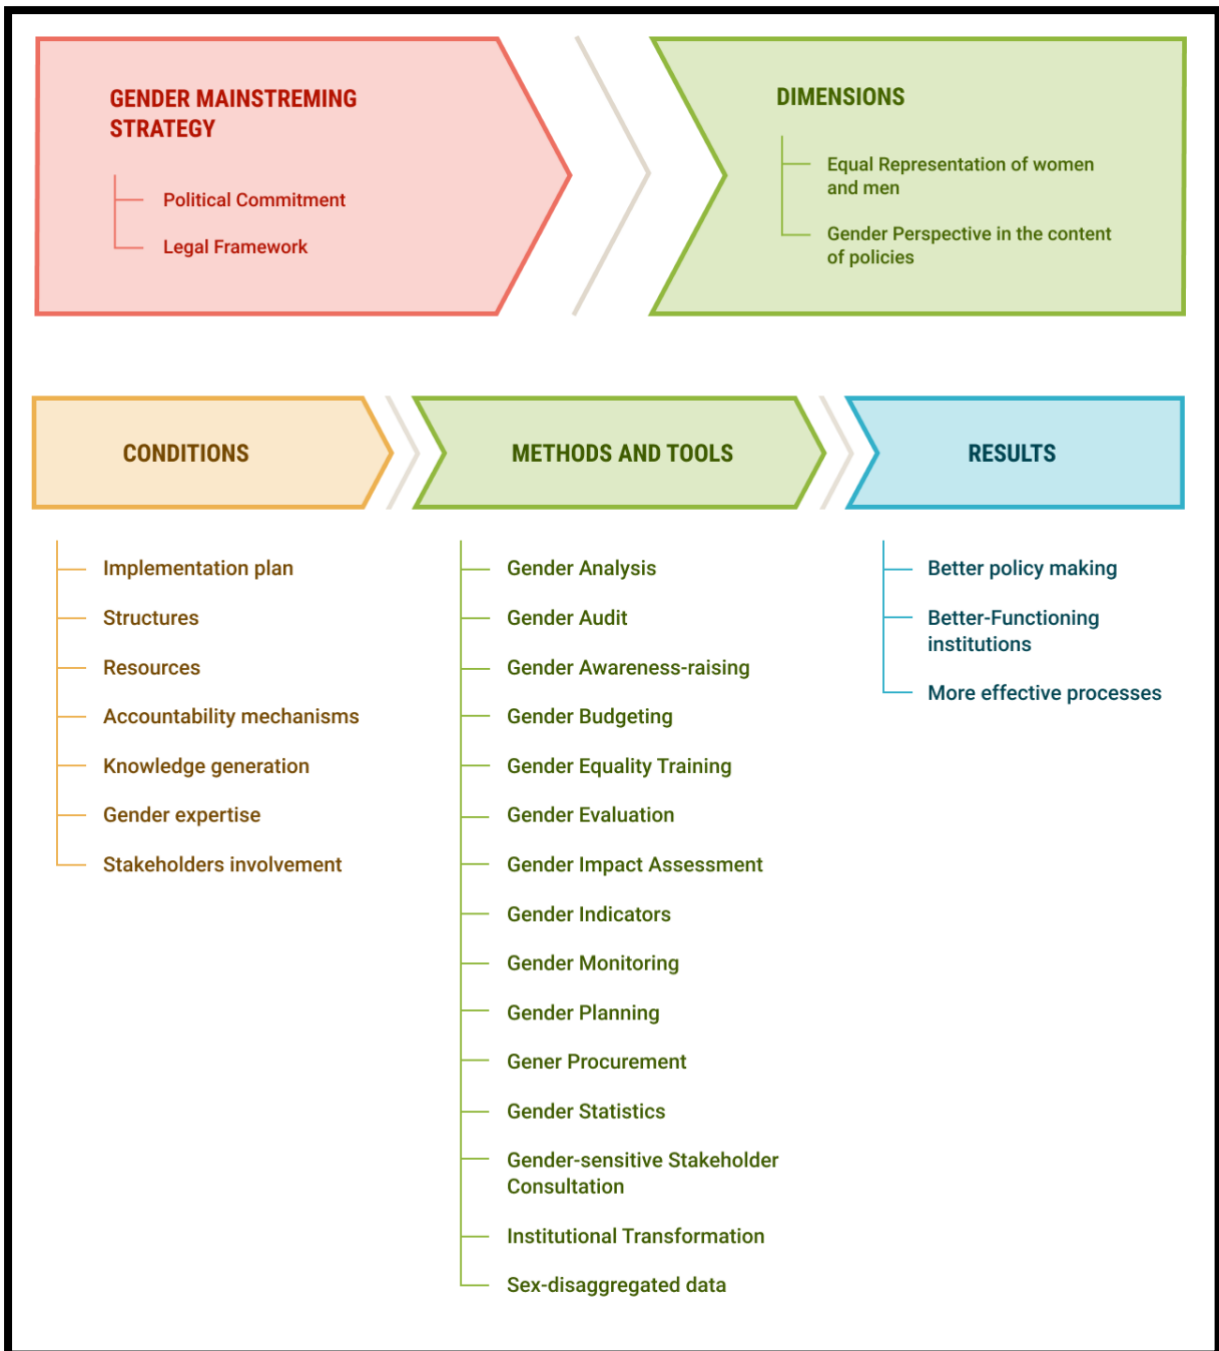 GENDER MAINSTREMING
STRATEGY
Political Commitment
Legal Framework
DIMENSIONS
Equal Representation of women
and men
Gender Perspective in the content
of policies
CONDITIONS
Implementation plan
Structures
Resources
Accountability mechanisms
Knowledge generation
Gender expertise
Stakeholders involvement
METHODS AND TOOLS
Gender Analysis
Gender Audit
Gender Awareness-raising
Gender Budgeting
Gender Equality Training
Gender Evaluation
Gender Impact Assessment
Gender Indicators
Gender Monitoring
Gender Planning
Gener Procurement
Gender Statistics
Gender-sensitive Stakeholder
Consultation
Institutional Transformation
Sex-disaggregated data
RESULTS
Better policy making
Better-Functioning
institutions
More effective processes